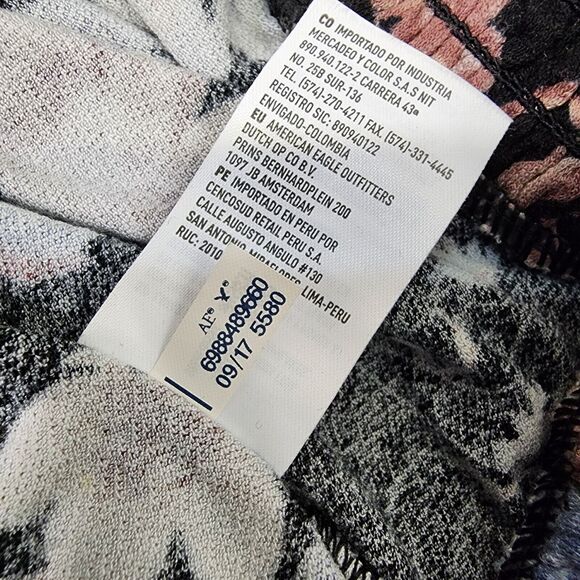 CO IMPORTADO POR INDUSTRIA
MERCADEO Y COLOR S.A.S NIT
890.940.122-2 CARRERA 43a
NO. 25B SUR-136
TEL (574)-270-4211 FAX. (574)-331-4445
REGISTRO SIC: 890940122
ENVIGADO-COLOMBIA
EU AMERICAN EAGLE OUTFITTERS
DUTCH OP CO B.V.
PRINS BERNHARDPLEIN 200
1097 JB AMSTERDAM
PE IMPORTADO EN PERU POR
CENCOSUD RETAIL PERU S.A.
CALLE AUGUSTO ANGULO #130
SAN ANTONIO, MIRAFLORES, LIMA-PERU
RUC: 2010
AE®
6988489660
09/17 5580